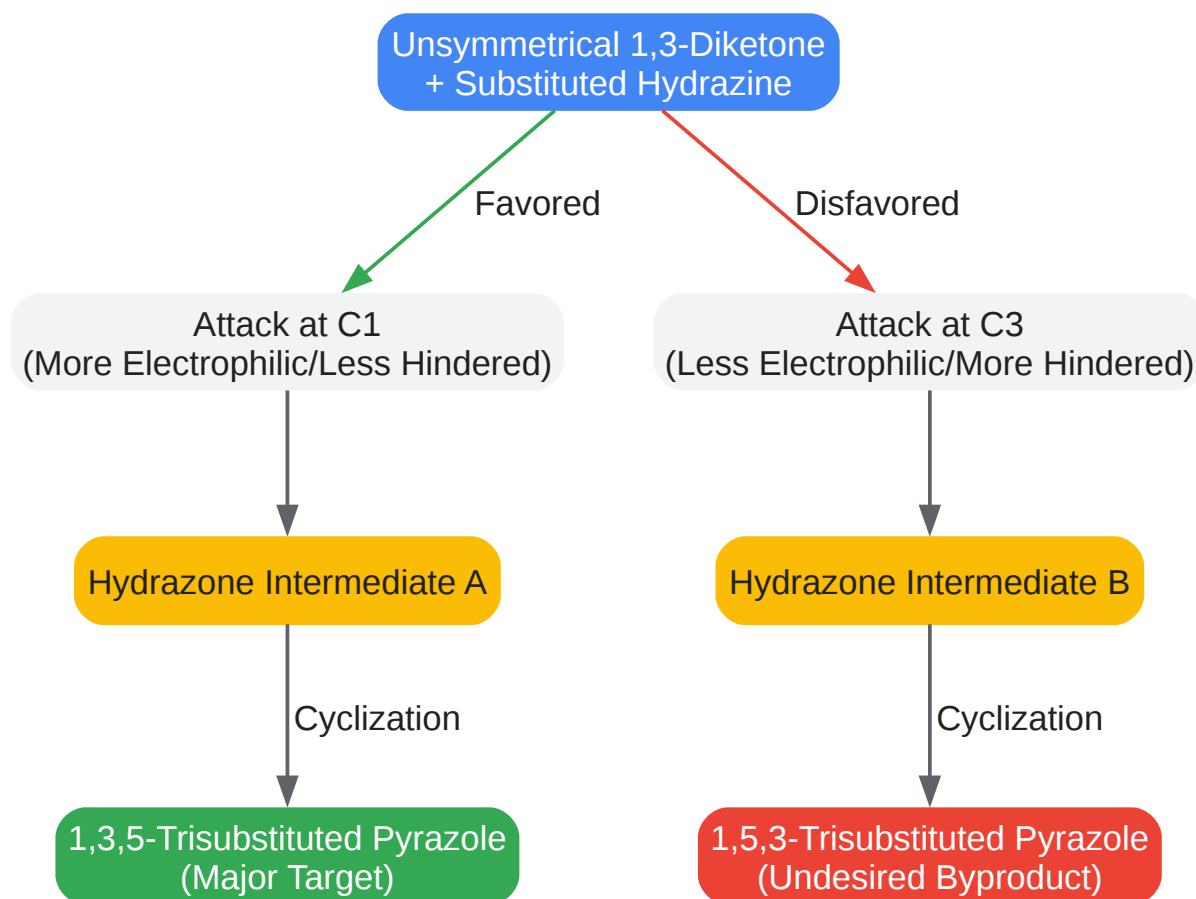 Unsymmetrical 1,3-Diketone
+ Substituted Hydrazine
Favored
Disfavored
Attack at C1
(More Electrophilic/Less Hindered)
Attack at C3
(Less Electrophilic/More Hindered)
Hydrazone Intermediate A
Hydrazone Intermediate B
Cyclization
Cyclization
1,3,5-Trisubstituted Pyrazole
(Major Target)
1,5,3-Trisubstituted Pyrazole
(Undesired Byproduct)